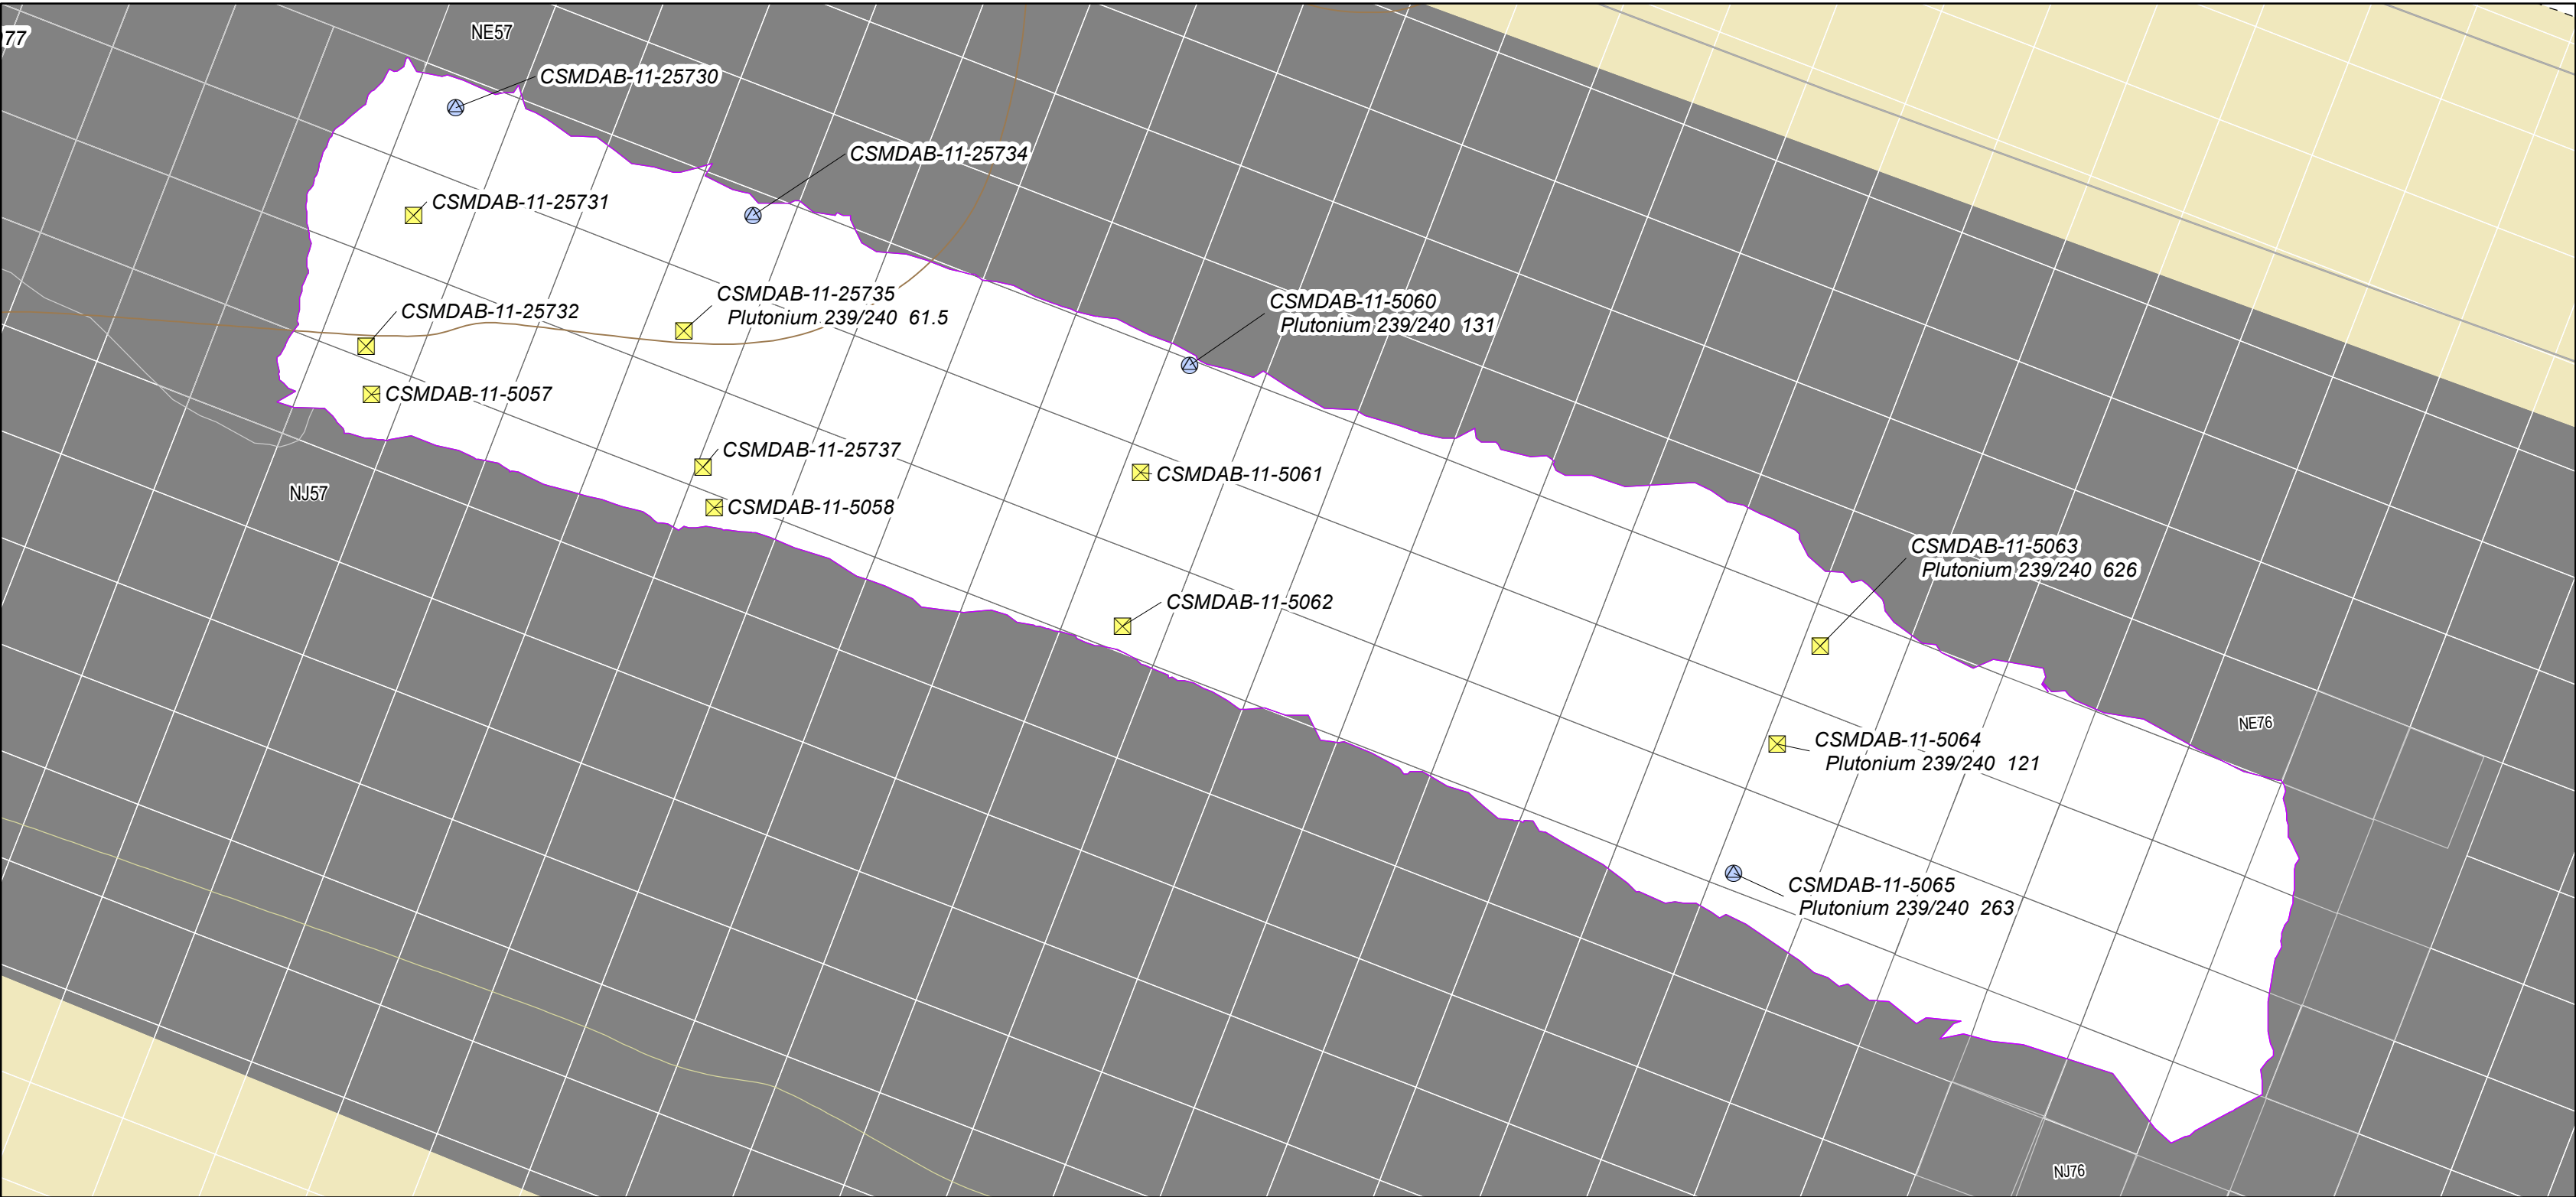 77
NE57
CSMDAB-11-25730
CSMDAB-11-25734
CSMDAB-11-25731
CSMDAB-11-25735
Plutonium 239/240 61.5
CSMDAB-11-25732
CSMDAB-11-5060
Plutonium 239/240 131
CSMDAB-11-5057
CSMDAB-11-25737
CSMDAB-11-5061
NJ57
CSMDAB-11-5058
CSMDAB-11-5063
Plutonium 239/240 626
CSMDAB-11-5062
NE76
CSMDAB-11-5064
Plutonium 239/240 121
CSMDAB-11-5065
Plutonium 239/240 263
NJ76